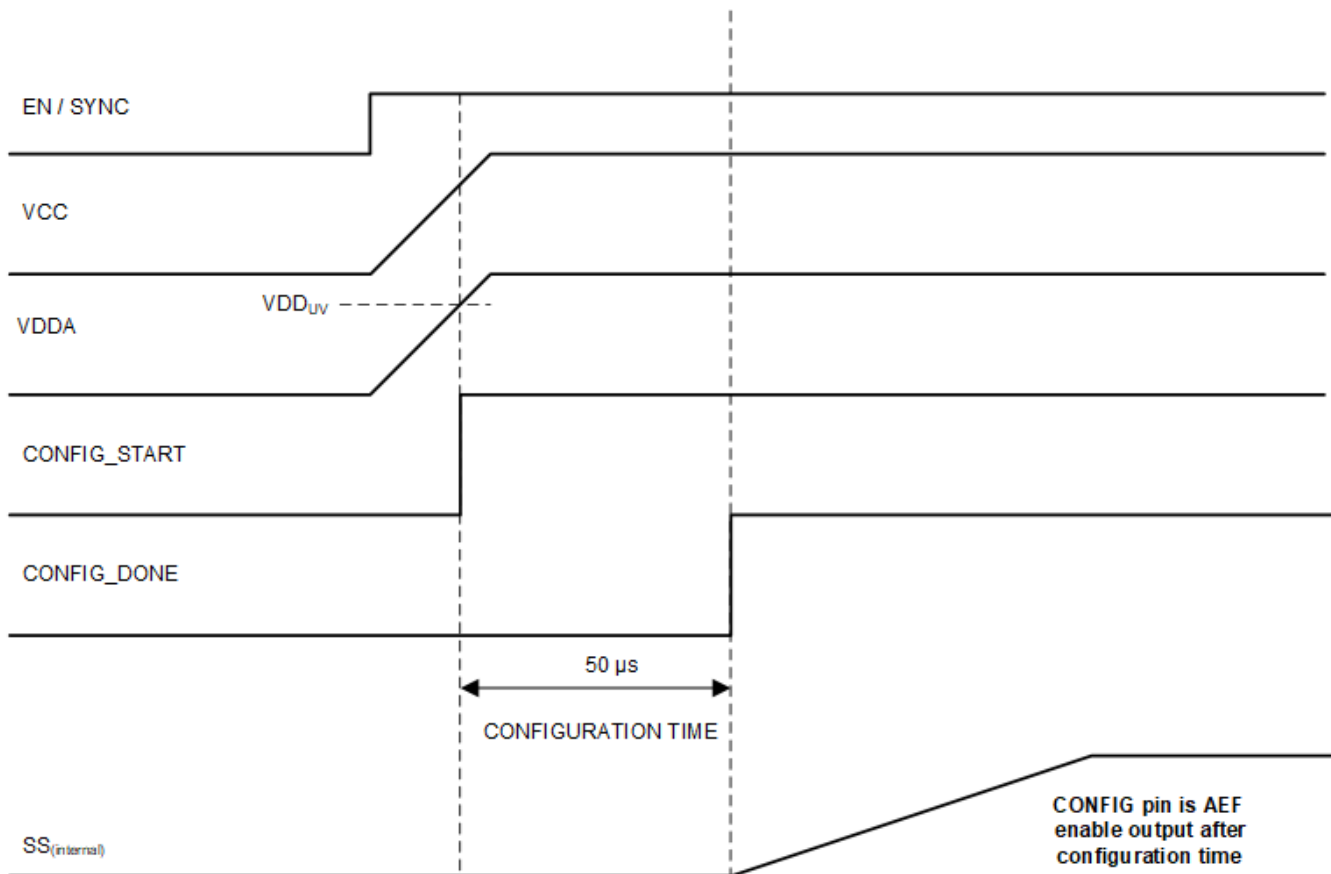 EN / SYNC
VCC
VDD_UV
VDDA
CONFIG_START
CONFIG_DONE
50 µs
CONFIGURATION TIME
CONFIG pin is AEF
enable output after
configuration time
SS(internal)